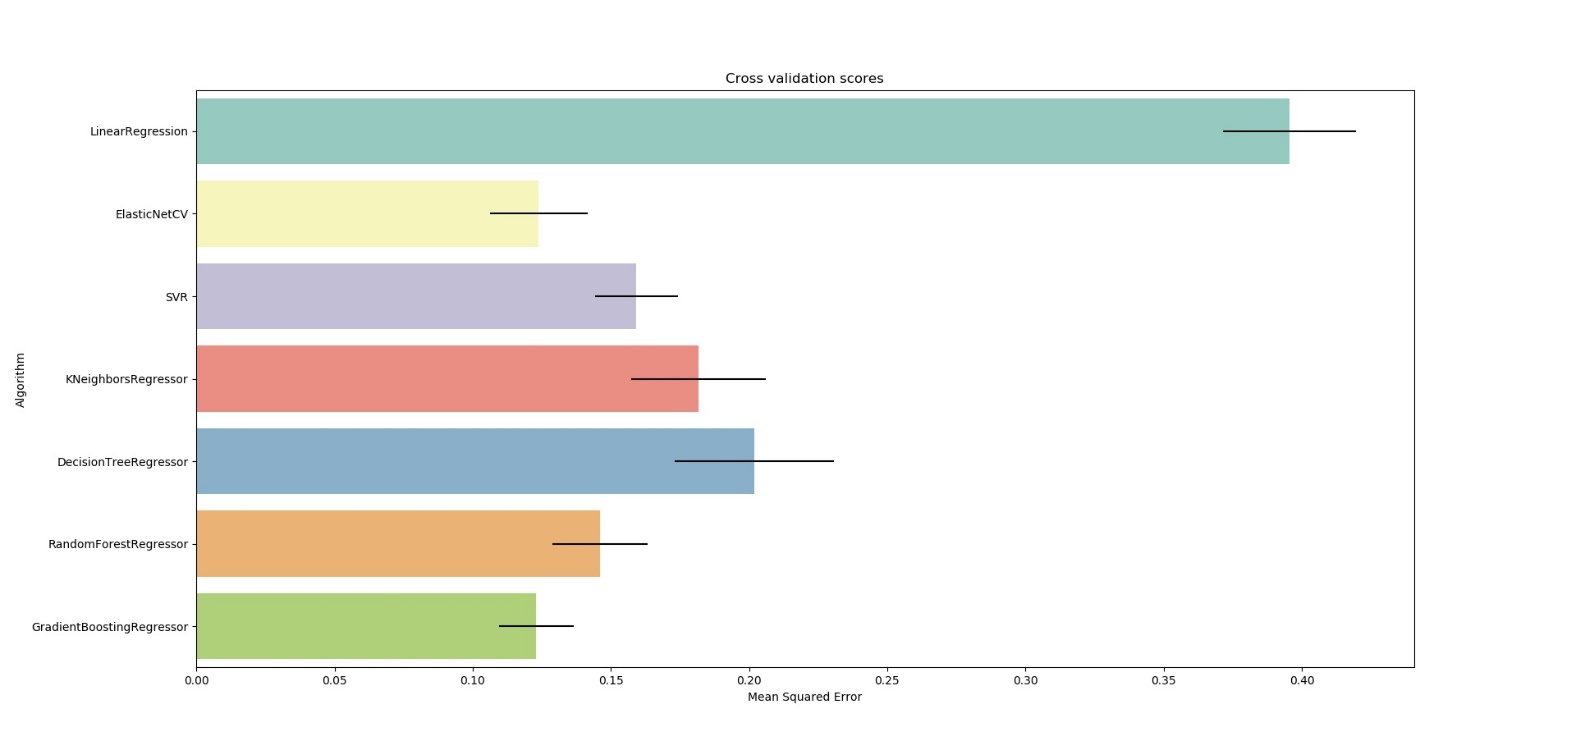 Cross validation scores
LinearRegression
ElasticNetCV
SVR
KNeighborsRegressor
DecisionTreeRegressor
RandomForestRegressor
GradientBoostingRegressor
Algorithm
0.00 0.05 0.10 0.15 0.20 0.25 0.30 0.35 0.40
Mean Squared Error